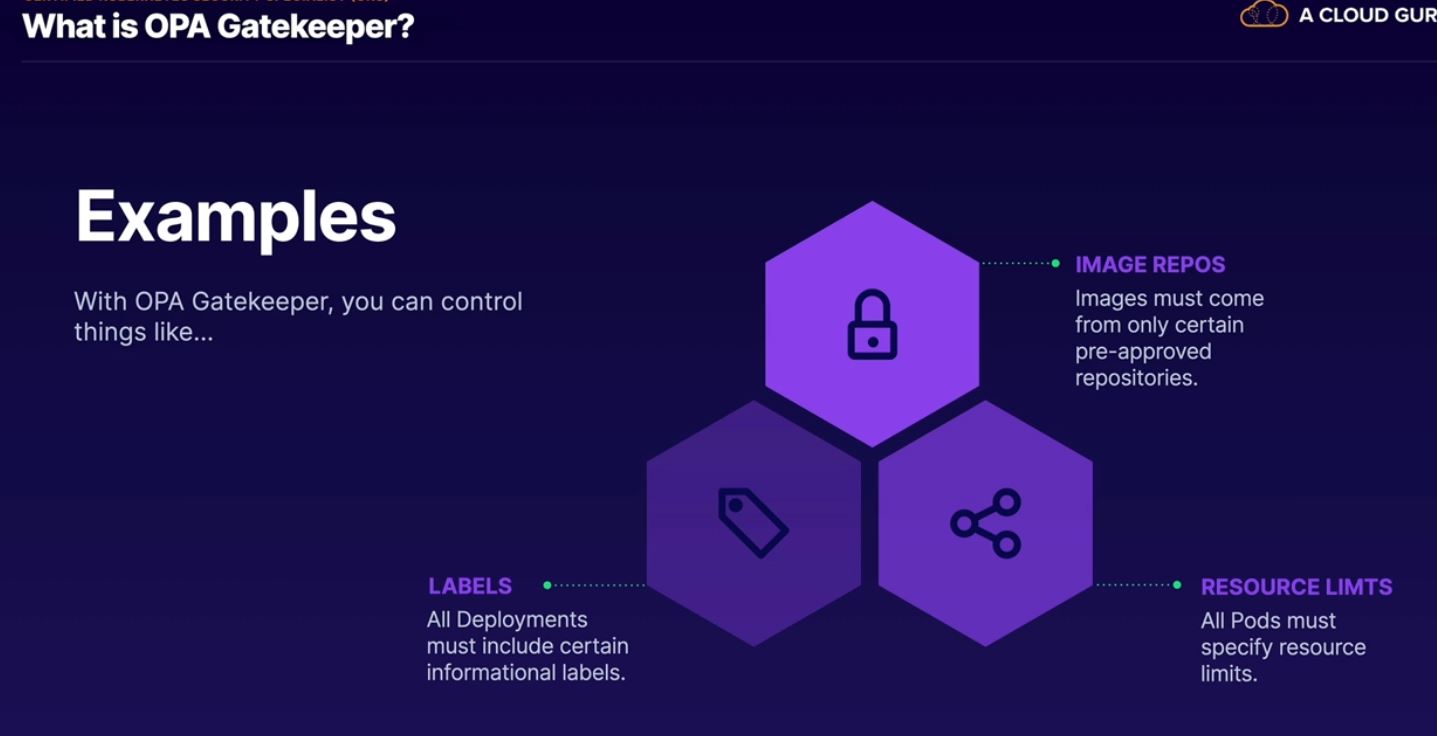 What is OPA Gatekeeper?
A CLOUD GUR
Examples
With OPA Gatekeeper, you can control
things like...
IMAGE REPOS
Images must come
from only certain
pre-approved
repositories.
LABELS
All Deployments
must include certain
informational labels.
RESOURCE LIMTS
All Pods must
specify resource
limits.